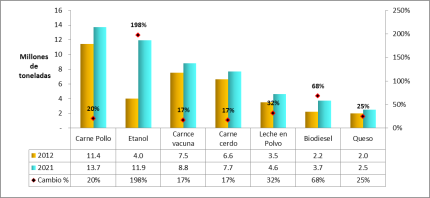 16 250%
14 198% 200%
12
Millones 10 150%
de 8
toneladas 68% 100%
6
4 20% 17% 17% 32% 25% 50%
2
- 0%
Carne Pollo Etanol Carnce vacuna Carne cerdo Leche en Polvo Biodiesel Queso
2012 11.4 4.0 7.5 6.6 3.5 2.2 2.0
2021 13.7 11.9 8.8 7.7 4.6 3.7 2.5
Cambio % 20% 198% 17% 17% 32% 68% 25%